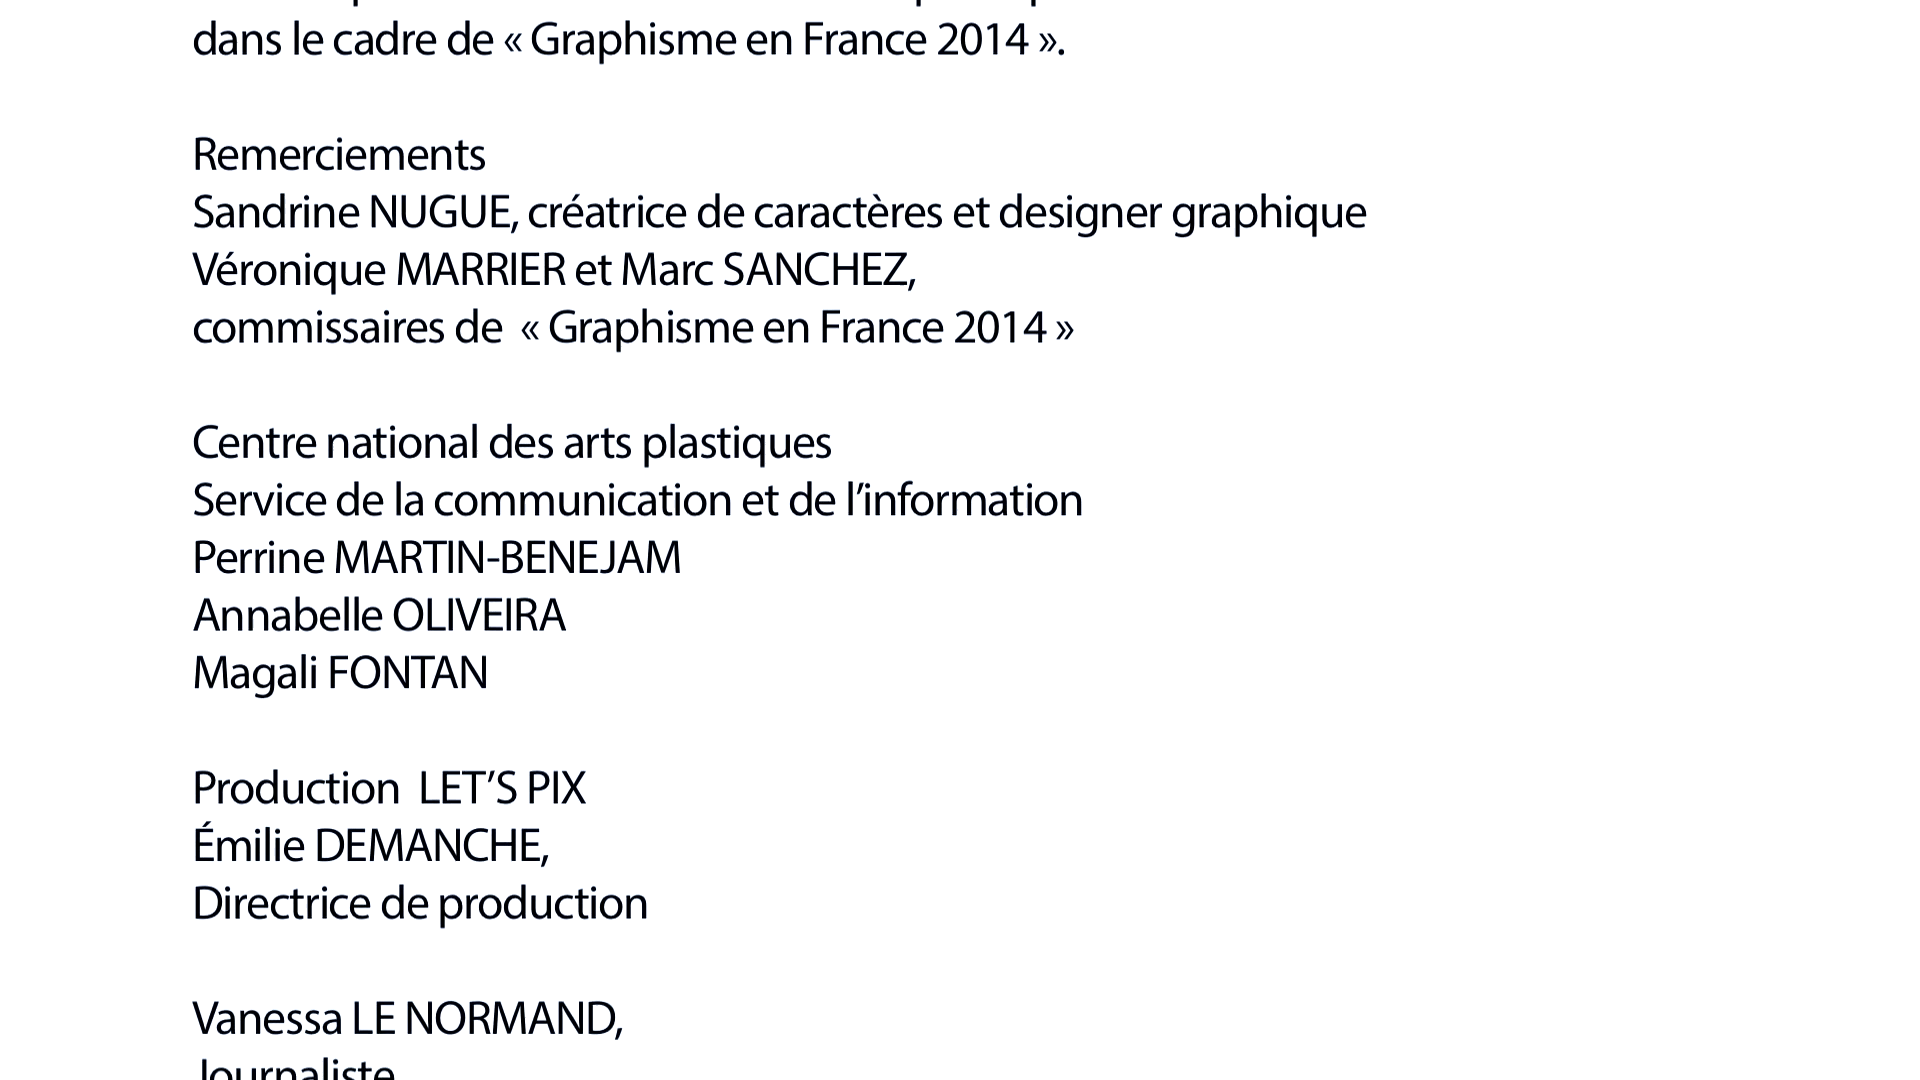 dans le cadre de « Graphisme en France 2014 ».
Remerciements
Sandrine NUGUE, créatrice de caractères et designer graphique
Véronique MARRIER et Marc SANCHEZ,
commissaires de  « Graphisme en France 2014 »
Centre national des arts plastiques
Service de la communication et de l’information
Perrine MARTIN-BENEJAM
Annabelle OLIVEIRA
Magali FONTAN
Production  LET’S PIX
Émilie DEMANCHE,
Directrice de production
Vanessa LE NORMAND,
Journaliste